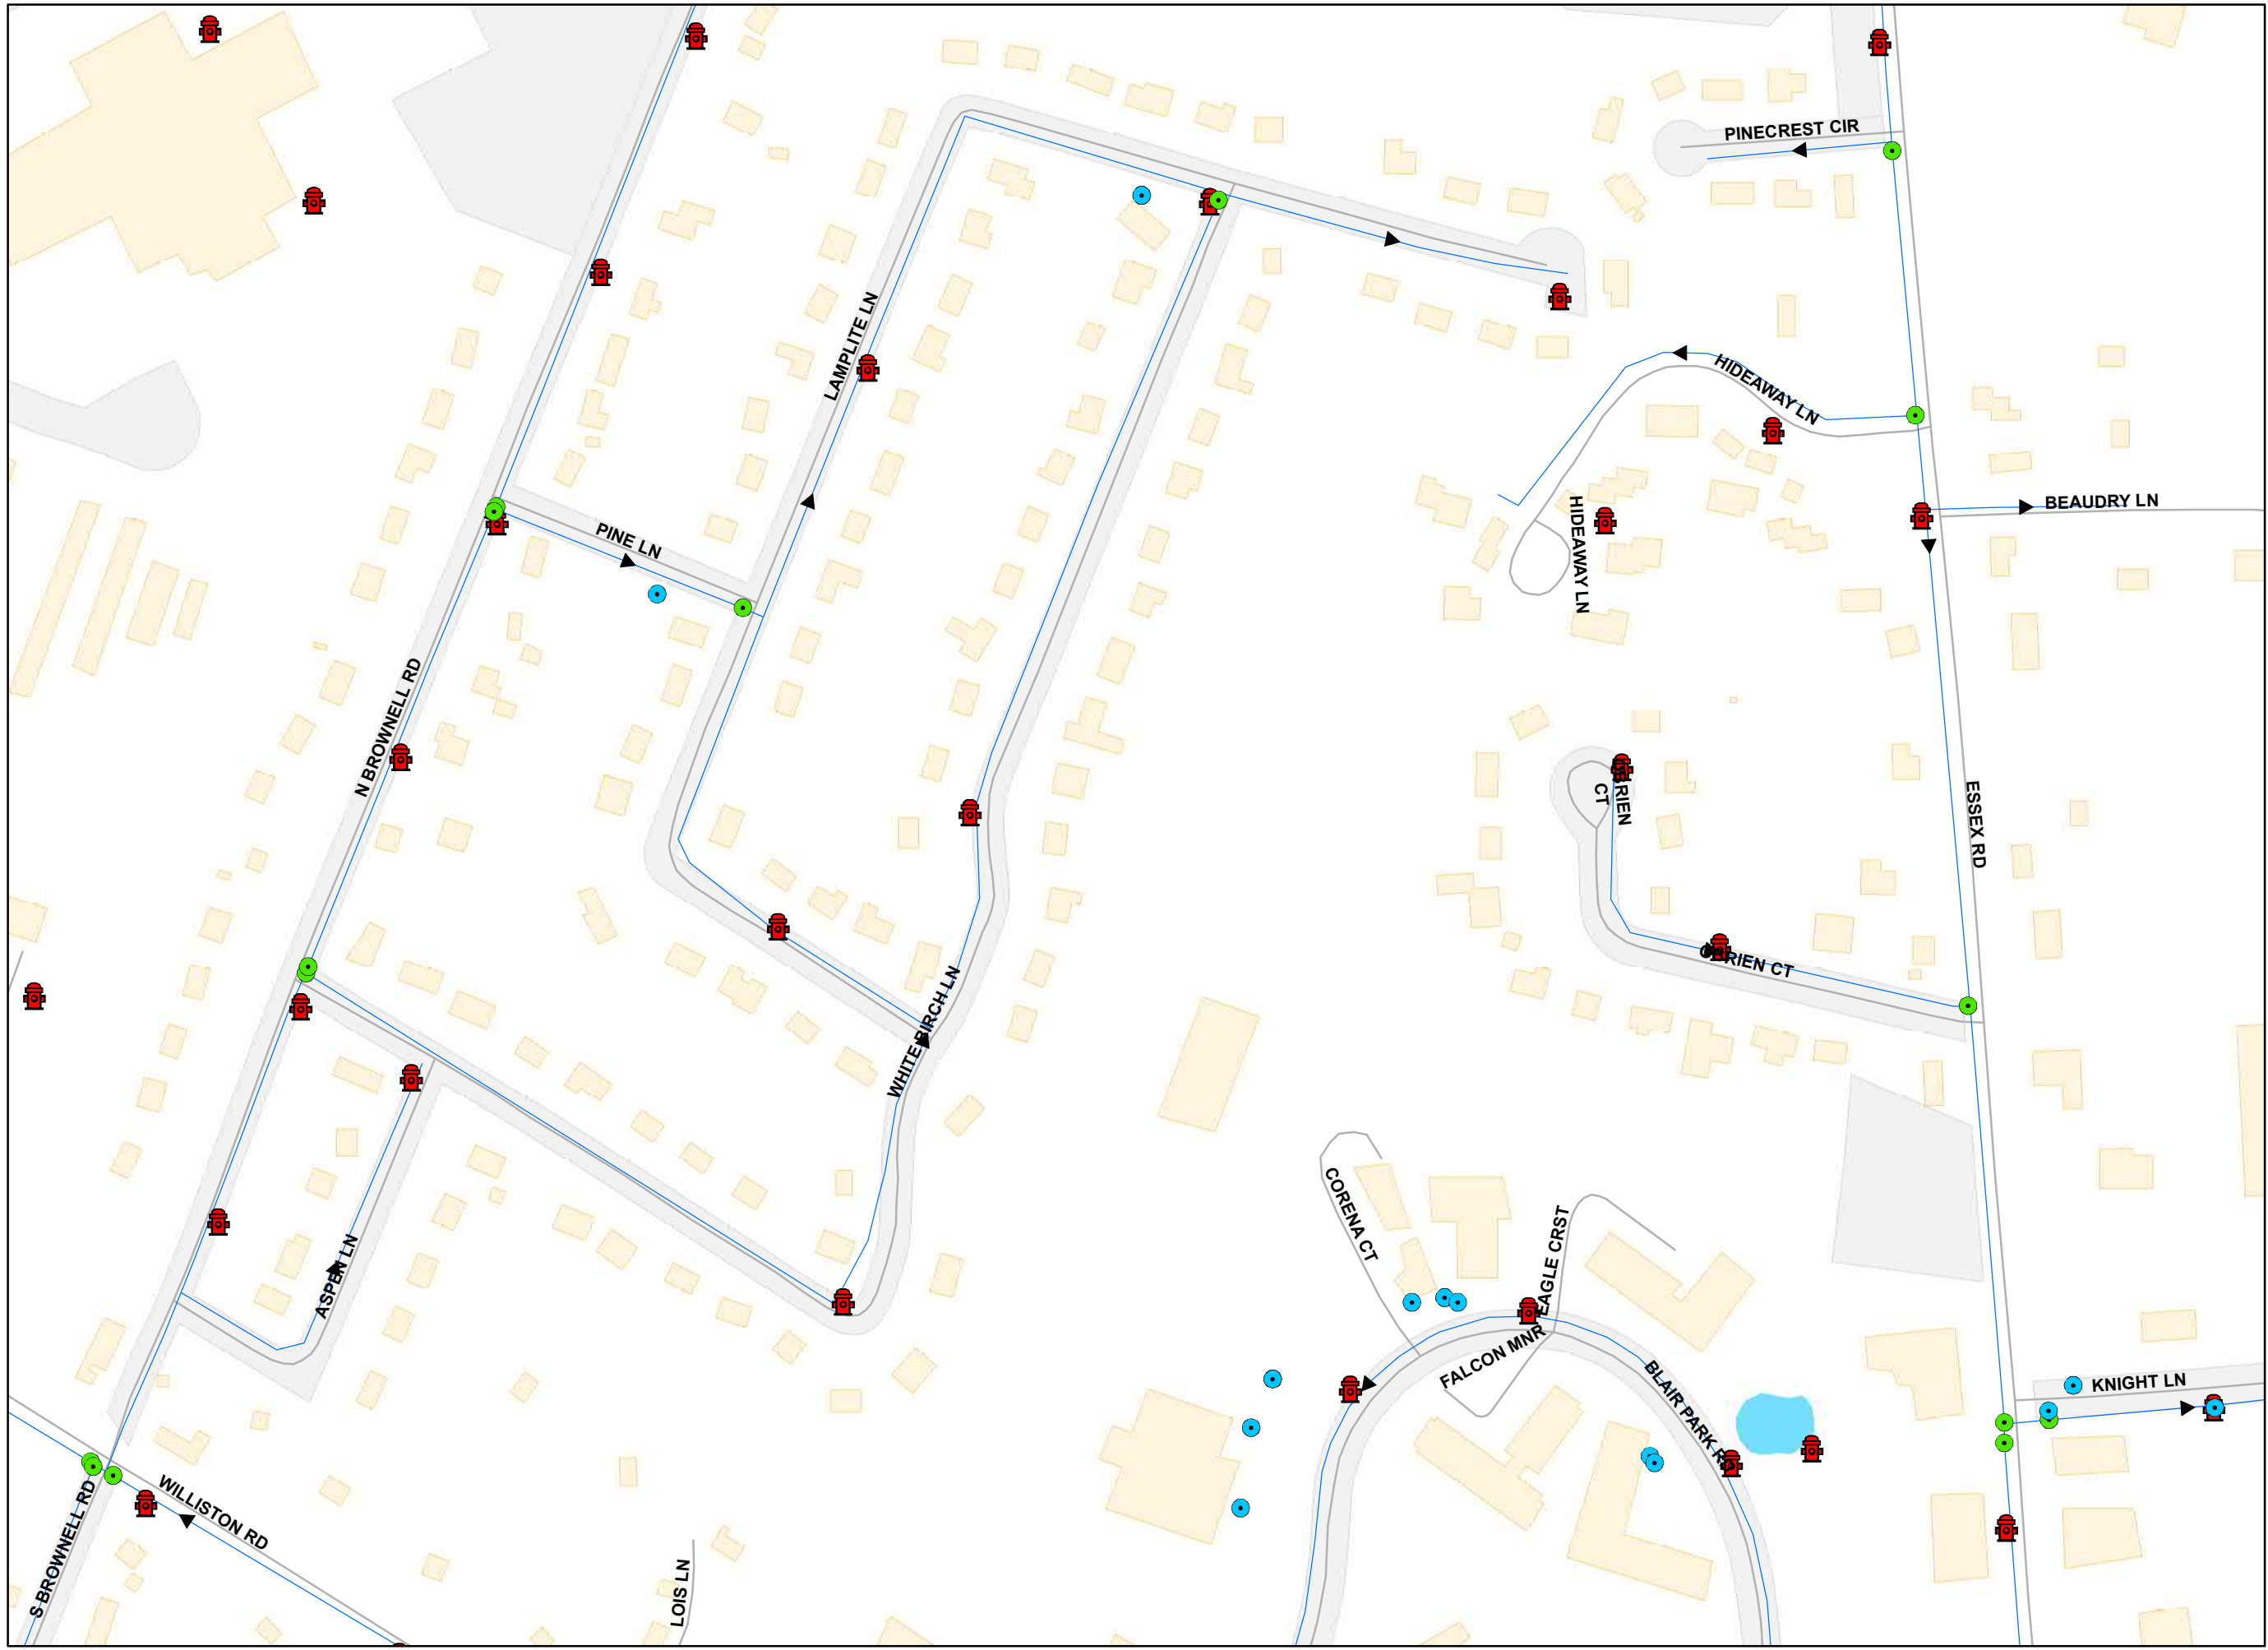 PINECREST CIR
LAMPLITE LN
HIDEAWAY LN
BEAUDRY LN
HIDEAWAY LN
PINE LN
N BROWNELL RD
CT
ESSEX RD
WHITE BIRCH LN
CORENA CT
EAGLE CRST
ASPEN LN
FALCON MNR
BLAIR PARK RD
KNIGHT LN
WILLISTON RD
S BROWNELL RD
LOIS LN